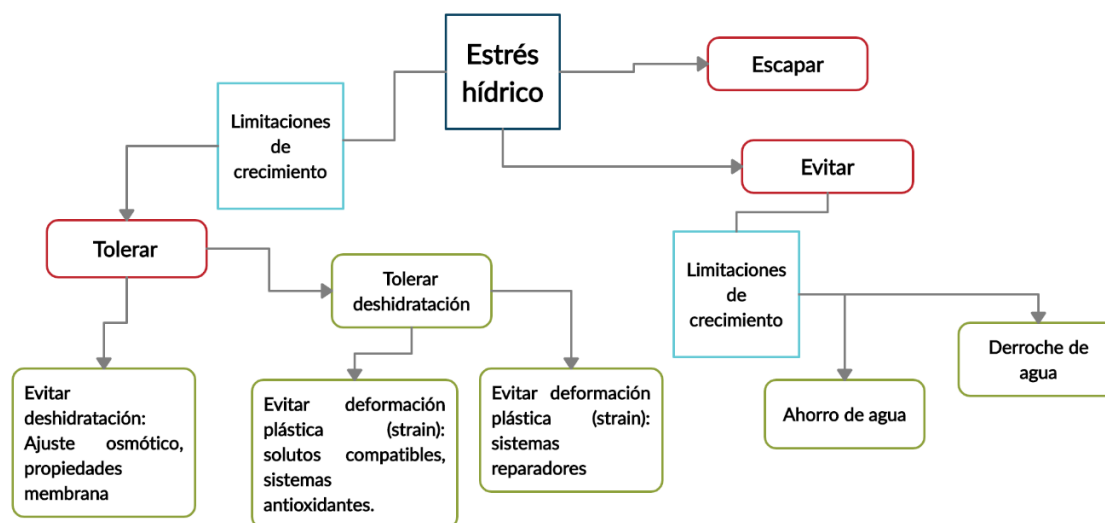 Estrés
hídrico
Escapar
Limitaciones
de
crecimiento
Evitar
Tolerar
Tolerar
deshidratación
Limitaciones
de
crecimiento
Derroche de
agua
Ahorro de agua
Evitar
deshidratación:
Ajuste osmótico,
propiedades
membrana
Evitar deformación
plástica (strain):
solutos compatibles,
sistemas
antioxidantes.
Evitar deformación
plástica (strain):
sistemas
reparadores